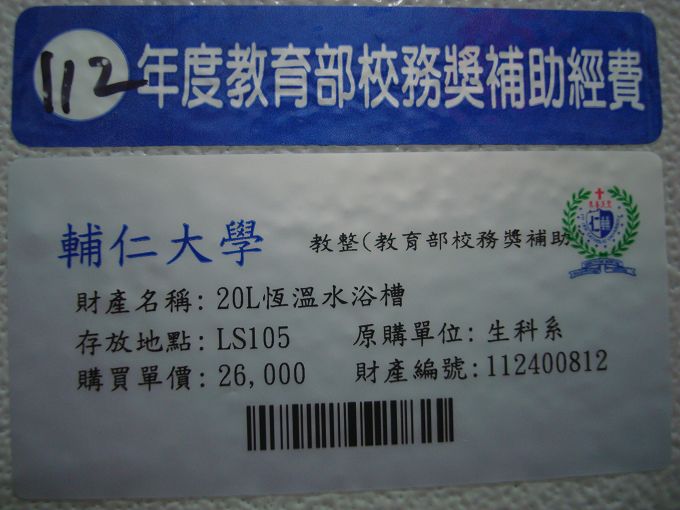 112年度教育部校務獎補助經費
輔仁大學 教整(教育部校務獎補助
財產名稱: 20L恆溫水浴槽
存放地點: LS105 原購單位: 生科系
購買單價: 26,000 財產編號: 112400812